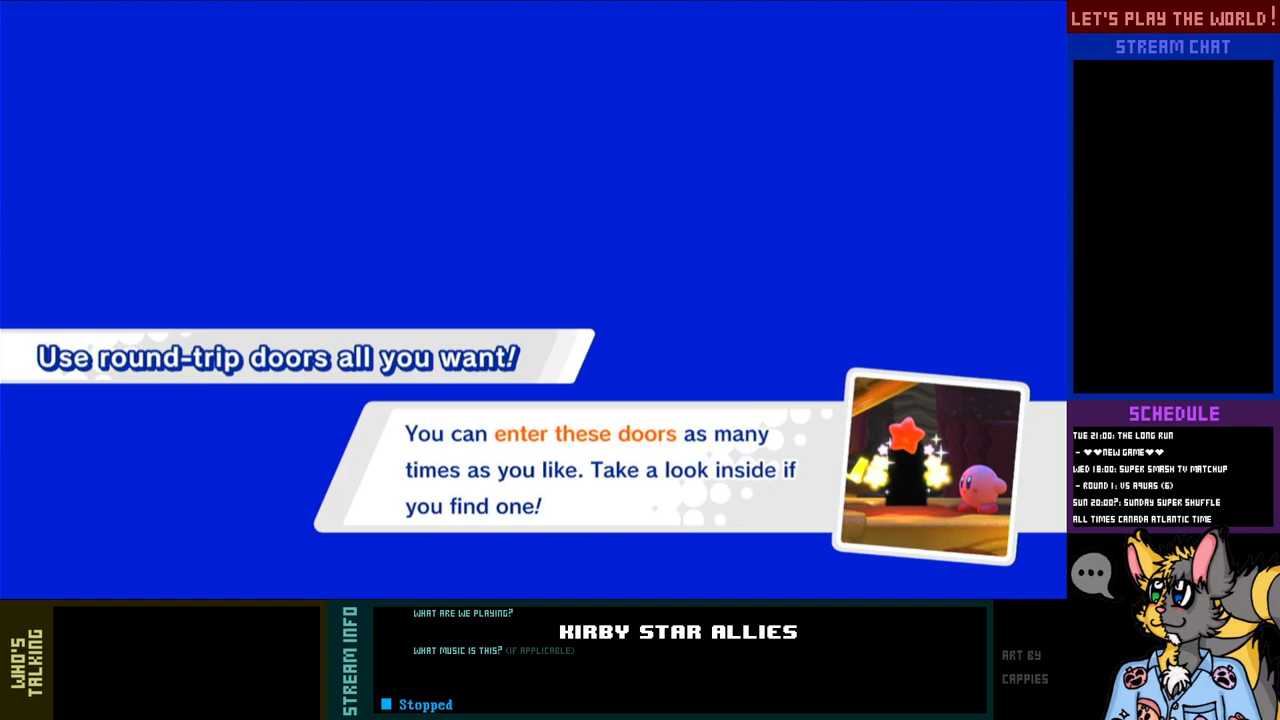 LET'S PLAY THE WORLD!
STREAM CHAT
Use round-trip doors all you want!
You can enter these doors as many
times as you like. Take a look inside if
you find one!
SCHEDULE
TUE 21:00: THE LONG RUN
- ♥♥NEW GAME♥♥
WED 18:00: SUPER SMASH TV MATCHUP
- ROUND 1: VS AQUAS (6)
SUN 20:00?: SUNDAY SUPER SHUFFLE
ALL TIMES CANADA ATLANTIC TIME
WHO'S
TALKING
STREAM INFO
WHAT ARE WE PLAYING?
KIRBY STAR ALLIES
WHAT MUSIC IS THIS? (IF APPLICABLE)
Stopped
ART BY
CAPPIES